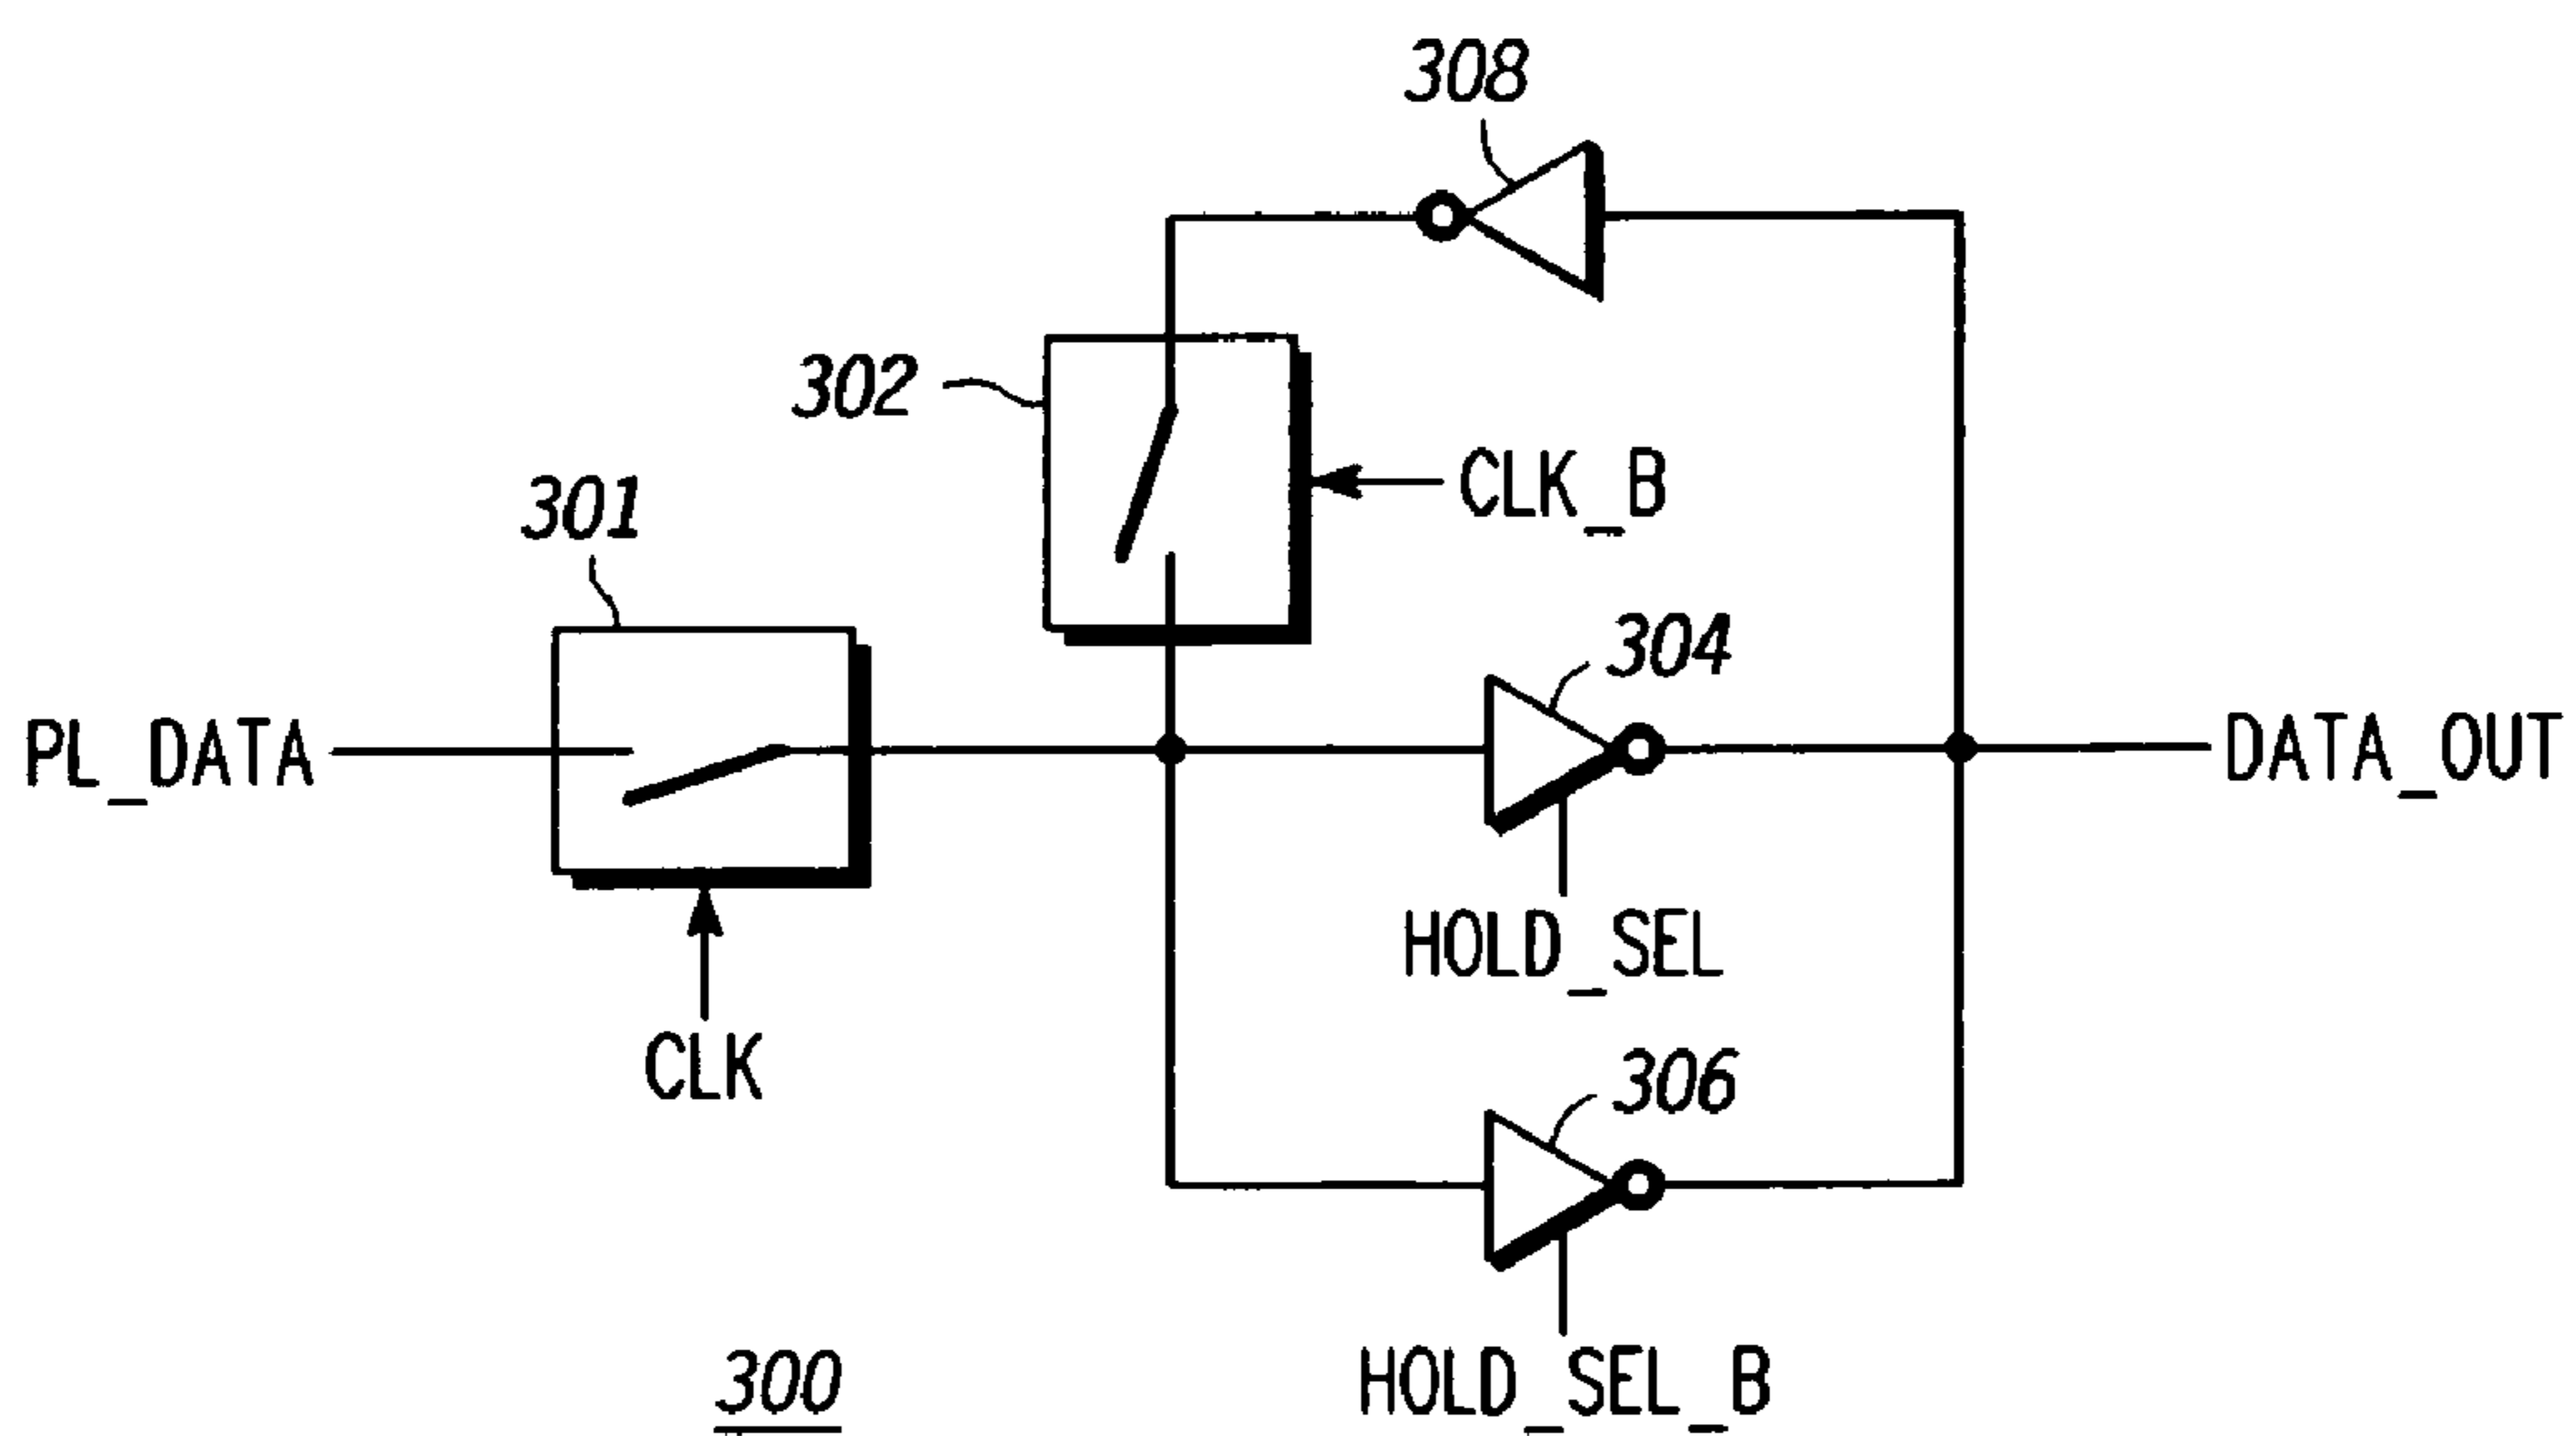 308
302
CLK_B
301
304
PL_DATA
DATA_OUT
HOLD_SEL
CLK
306
HOLD_SEL_B
300